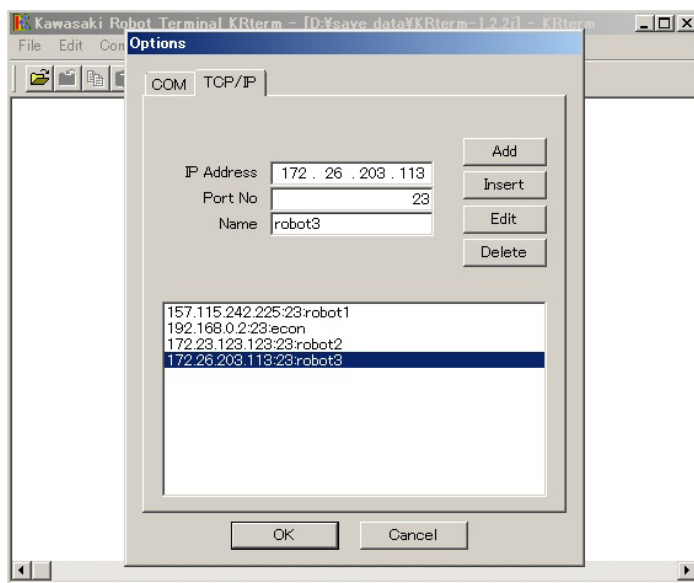 Kawasaki Robot Terminal KRterm - [D:¥save data¥KRterm-1.2.2i] - KRterm
File Edit Com
Options
COM TCP/IP
IP Address 172 . 26 . 203 . 113
Port No 23
Name robot3
Add
Insert
Edit
Delete
157.115.242.225:23:robot1
192.168.0.2:23:econ
172.23.123.123:23:robot2
172.26.203.113:23:robot3
OK Cancel